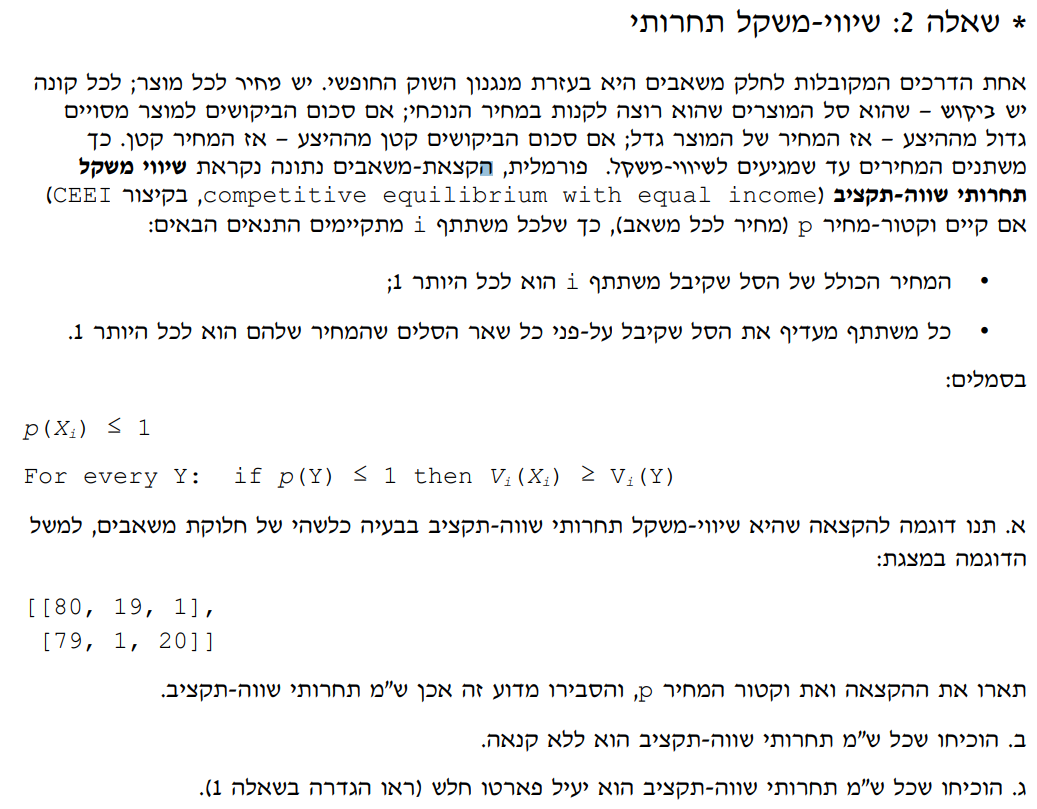 * שאלה 2: שיווי-משקל תחרותי
אחת הדרכים המקובלות לחלק משאבים היא בעזרת מנגנון השוק החופשי. יש מחיר לכל מוצר; לכל קונה
יש ביקוש – שהוא סל המוצרים שהוא רוצה לקנות במחיר הנוכחי; אם סכום הביקושים למוצר מסויים
גדול מההיצע – אז המחיר של המוצר גדל; אם סכום הביקושים קטן מההיצע – אז המחיר קטן. כך
משתנים המחירים עד שמגיעים לשיווי-משקל. פורמלית, הקצאת-משאבים נתונה נקראת שיווי משקל
תחרותי שווה-תקציב (competitive equilibrium with equal income, בקיצור CEEI)
אם קיים וקטור-מחיר p (מחיר לכל משאב), כך שלכל משתתף i מתקיימים התנאים הבאים:
• המחיר הכולל של הסל שקיבל משתתף i הוא לכל היותר 1;
• כל משתתף מעדיף את הסל שקיבל על-פני כל שאר הסלים שהמחיר שלהם הוא לכל היותר 1.
בסמלים:
p(Xᵢ) ≤ 1
For every Y: if p(Y) ≤ 1 then Vᵢ(Xᵢ) ≥ Vᵢ(Y)
א. תנו דוגמה להקצאה שהיא שיווי-משקל תחרותי שווה-תקציב בבעיה כלשהי של חלוקת משאבים, למשל
הדוגמה במצגת:
[[80, 19, 1],
[79, 1, 20]]
תארו את ההקצאה ואת וקטור המחיר p, והסבירו מדוע זה אכן ש"מ תחרותי שווה-תקציב.
ב. הוכיחו שכל ש"מ תחרותי שווה-תקציב הוא ללא קנאה.
ג. הוכיחו שכל ש"מ תחרותי שווה-תקציב הוא יעיל פארטו חלש (ראו הגדרה בשאלה 1).